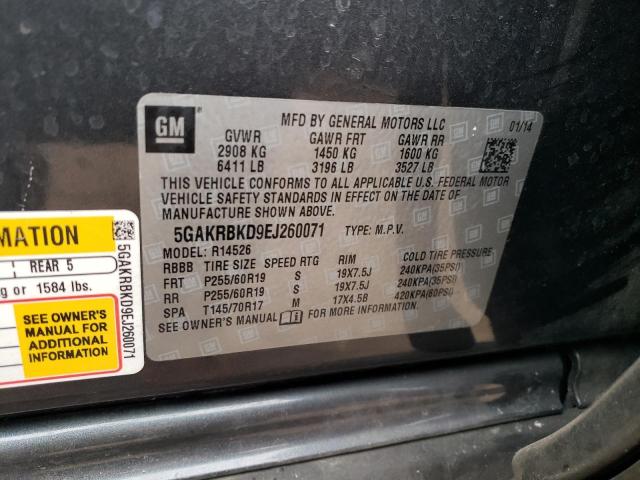 GM
MFD BY GENERAL MOTORS LLC 01/14
GVWR GAWR FRT GAWR RR
2908 KG 1450 KG 1600 KG
6411 LB 3196 LB 3527 LB
THIS VEHICLE CONFORMS TO ALL APPLICABLE U.S. FEDERAL MOTOR
VEHICLE SAFETY STANDARDS IN EFFECT ON THE DATE OF
MANUFACTURE SHOWN ABOVE.
5GAKRBKD9EJ260071 TYPE: M.P.V.
MODEL: R14526
RBBB TIRE SIZE SPEED RTG RIM COLD TIRE PRESSURE
FRT P255/60R19 S 19X7.5J 240KPA(35PSI)
RR P255/60R19 S 19X7.5J 240KPA(35PSI)
SPA T145/70R17 M 17X4.5B 420KPA(60PSI)
SEE OWNER'S MANUAL FOR MORE INFORMATION
MATION
REAR 5
g or 1584 lbs.
SEE OWNER'S
MANUAL FOR
ADDITIONAL
INFORMATION
5GAKRBKD9EJ260071